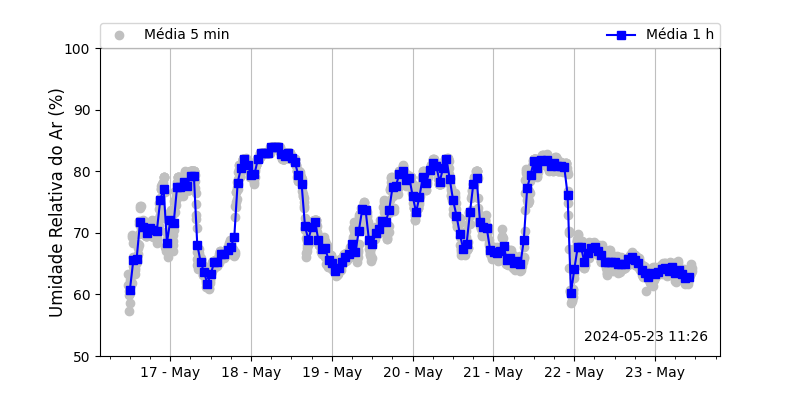 Média 5 min
Média 1 h
100
90
80
70
60
50
Umidade Relativa do Ar (%)
2024-05-23 11:26
17 - May
18 - May
19 - May
20 - May
21 - May
22 - May
23 - May